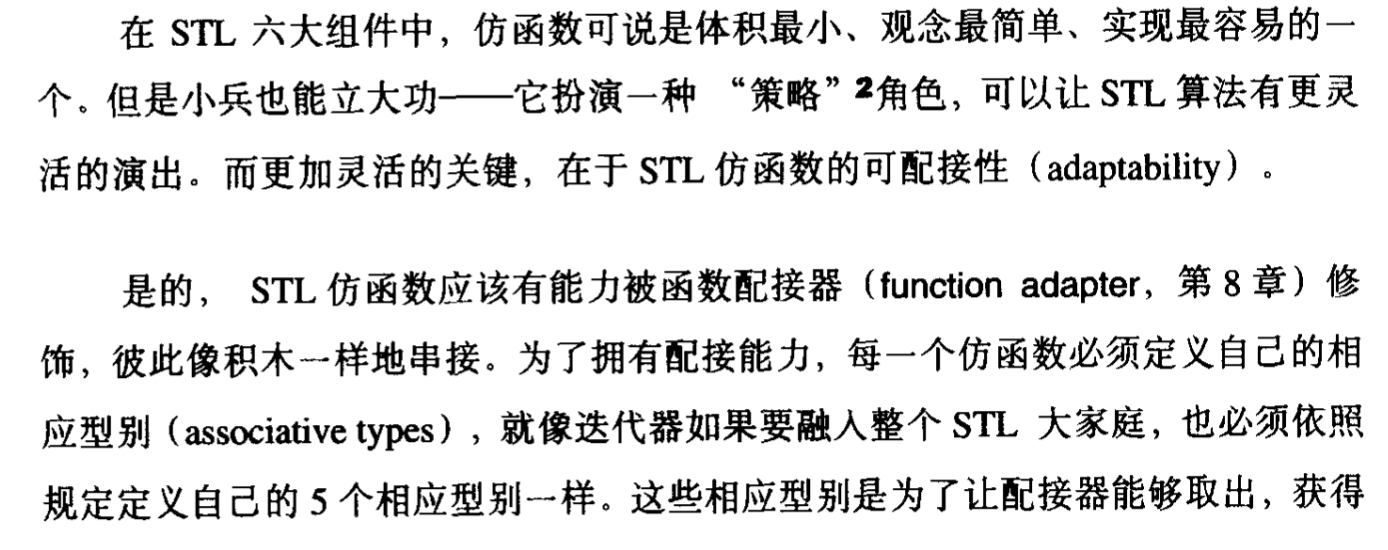 在 STL 六大组件中，仿函数可说是体积最小、观念最简单、实现最容易的一
个。但是小兵也能立大功——它扮演一种 “策略”2角色，可以让 STL 算法有更灵
活的演出。而更加灵活的关键，在于 STL 仿函数的可配接性（adaptability）。
是的， STL 仿函数应该有能力被函数配接器（function adapter，第 8 章）修
饰，彼此像积木一样地串接。为了拥有配接能力，每一个仿函数必须定义自己的相
应型别（associative types），就像迭代器如果要融入整个 STL 大家庭，也必须依照
规定定义自己的 5 个相应型别一样。这些相应型别是为了让配接器能够取出，获得